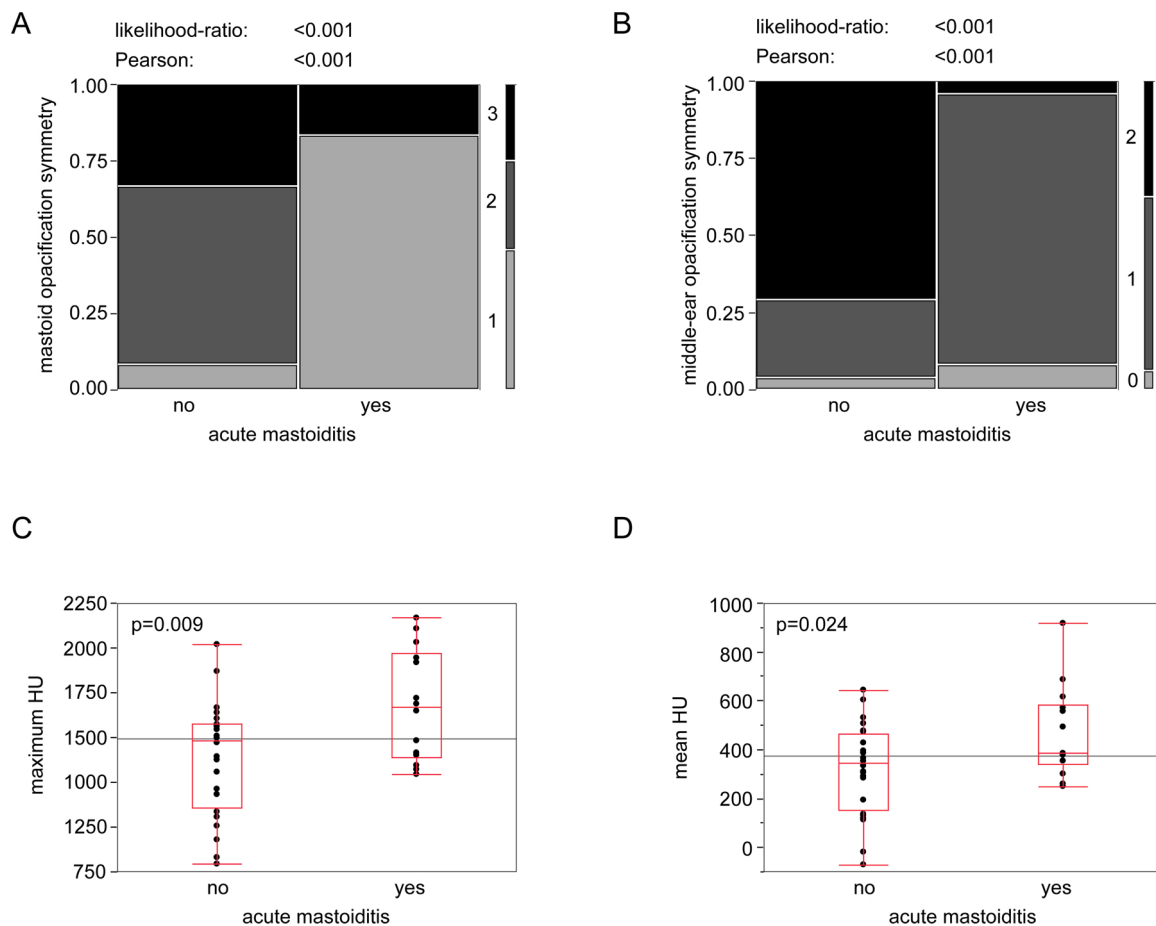 A
likelihood-ratio: <0.001
Pearson: <0.001
mastoid opacification symmetry
1.00
0.75
0.50
0.25
0.00
3
2
1
no yes
acute mastoiditis
B
likelihood-ratio: <0.001
Pearson: <0.001
middle-ear opacification symmetry
1.00
0.75
0.50
0.25
0.00
2
1
0
no yes
acute mastoiditis
C
p=0.009
maximum HU
2250
2000
1750
1500
1000
1250
750
no yes
acute mastoiditis
D
p=0.024
mean HU
1000
800
600
400
200
0
no yes
acute mastoiditis